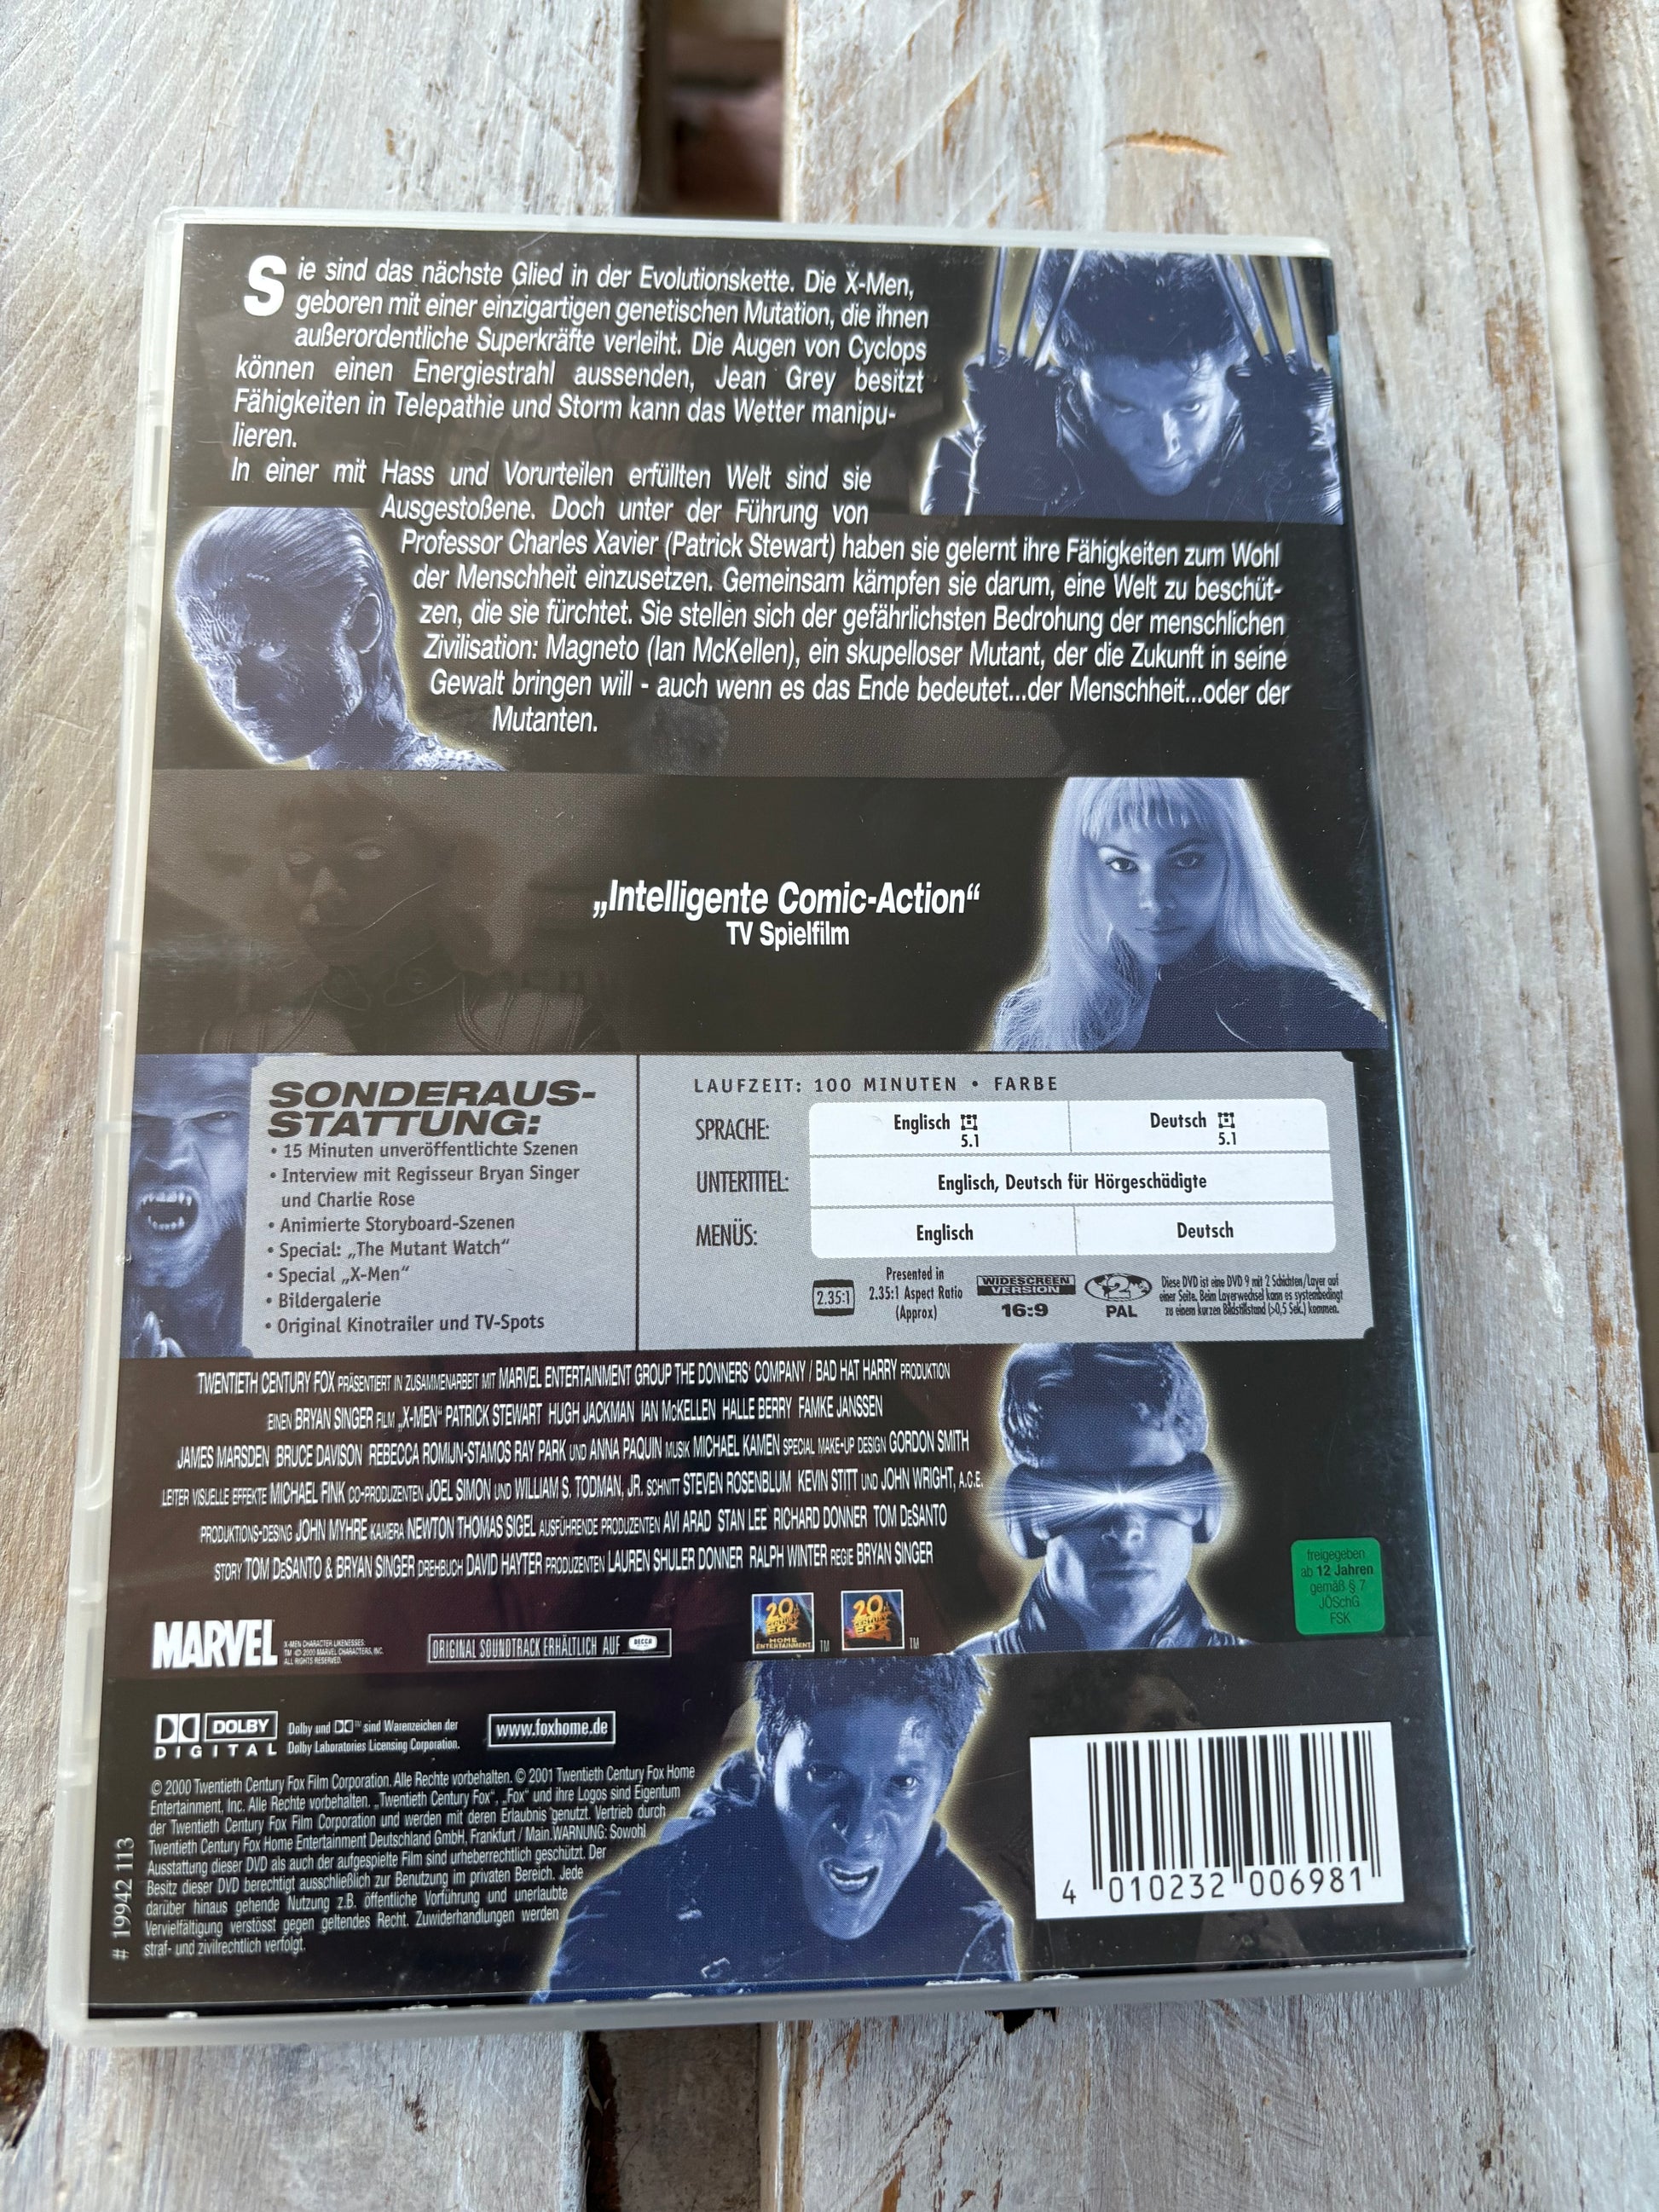 Sie sind das nächste Glied in der Evolutionskette. Die X-Men,
geboren mit einer einzigartigen genetischen Mutation, die ihnen
außerordentliche Superkräfte verleiht. Die Augen von Cyclops
können einen Energiestrahl aussenden, Jean Grey besitzt
Fähigkeiten in Telepathie und Storm kann das Wetter manipu-
lieren.
In einer mit Hass und Vorurteilen erfüllten Welt sind sie
Ausgestoßene. Doch unter der Führung von
Professor Charles Xavier (Patrick Stewart) haben sie gelernt ihre Fähigkeiten zum Wohl
der Menschheit einzusetzen. Gemeinsam kämpfen sie darum, eine Welt zu beschüt-
zen, die sie fürchtet. Sie stellen sich der gefährlichsten Bedrohung der menschlichen
Zivilisation: Magneto (Ian McKellen), ein skupelloser Mutant, der die Zukunft in seine
Gewalt bringen will - auch wenn es das Ende bedeutet...der Menschheit...oder der
Mutanten.
„Intelligente Comic-Action“
TV Spielfilm
SONDERAUS-
STATTUNG:
• 15 Minuten unveröffentlichte Szenen
• Interview mit Regisseur Bryan Singer
und Charlie Rose
• Animierte Storyboard-Szenen
• Special: „The Mutant Watch“
• Special „X-Men“
• Bildergalerie
• Original Kinotrailer und TV-Spots
LAUFZEIT: 100 MINUTEN • FARBE
SPRACHE: Englisch 5.1 Deutsch 5.1
UNTERTITEL: Englisch, Deutsch für Hörgeschädigte
MENÜS: Englisch Deutsch
2.35:1
Presented in
2.35:1 Aspect Ratio
(Approx)
WIDESCREEN
VERSION
16:9
2
PAL
Diese DVD ist eine DVD 9 mit 2 Schichten/Layer auf
einer Seite. Beim Layerwechsel kann es systembedingt
zu einem kurzen Bildstillstand (>0,5 Sek.) kommen.
TWENTIETH CENTURY FOX PRÄSENTIERT IN ZUSAMMENARBEIT MIT MARVEL ENTERTAINMENT GROUP THE DONNERS' COMPANY / BAD HAT HARRY PRODUKTION
EINEN BRYAN SINGER FILM „X-MEN“ PATRICK STEWART HUGH JACKMAN IAN McKELLEN HALLE BERRY FAMKE JANSSEN
JAMES MARSDEN BRUCE DAVISON REBECCA ROMIJN-STAMOS RAY PARK UND ANNA PAQUIN MUSIK MICHAEL KAMEN SPECIAL MAKE-UP DESIGN GORDON SMITH
LEITER VISUELLE EFFEKTE MICHAEL FINK CO-PRODUZENTEN JOEL SIMON UND WILLIAM S. TODMAN, JR. SCHNITT STEVEN ROSENBLUM KEVIN STITT UND JOHN WRIGHT, A.C.E.
PRODUKTIONS-DESING JOHN MYHRE KAMERA NEWTON THOMAS SIGEL AUSFÜHRENDE PRODUZENTEN AVI ARAD STAN LEE RICHARD DONNER TOM DeSANTO
STORY TOM DeSANTO & BRYAN SINGER DREHBUCH DAVID HAYTER PRODUZENTEN LAUREN SHULER DONNER RALPH WINTER REGIE BRYAN SINGER
freigegeben
ab 12 Jahren
gemäß § 7
JÖSchG
FSK
MARVEL
X-MEN CHARACTER LIKENESSES:
TM © 2000 MARVEL CHARACTERS, INC.
ALL RIGHTS RESERVED.
ORIGINAL SOUNDTRACK ERHÄLTLICH AUF DECCA
20th CENTURY FOX HOME ENTERTAINMENT TM
20th CENTURY FOX TM
DOLBY
DIGITAL
Dolby und DD™ sind Warenzeichen der
Dolby Laboratories Licensing Corporation.
www.foxhome.de
© 2000 Twentieth Century Fox Film Corporation. Alle Rechte vorbehalten. © 2001 Twentieth Century Fox Home
Entertainment, Inc. Alle Rechte vorbehalten. „Twentieth Century Fox“, „Fox“ und ihre Logos sind Eigentum
der Twentieth Century Fox Film Corporation und werden mit deren Erlaubnis genutzt. Vertrieb durch
Twentieth Century Fox Home Entertainment Deutschland GmbH, Frankfurt / Main.WARNUNG: Sowohl
Ausstattung dieser DVD als auch der aufgespielte Film sind urheberrechtlich geschützt. Der
Besitz dieser DVD berechtigt ausschließlich zur Benutzung im privaten Bereich. Jede
darüber hinaus gehende Nutzung z.B. öffentliche Vorführung und unerlaubte
Vervielfältigung verstösst gegen geltendes Recht. Zuwiderhandlungen werden
straf- und zivilrechtlich verfolgt.
# 19942 113
4 010232 006981